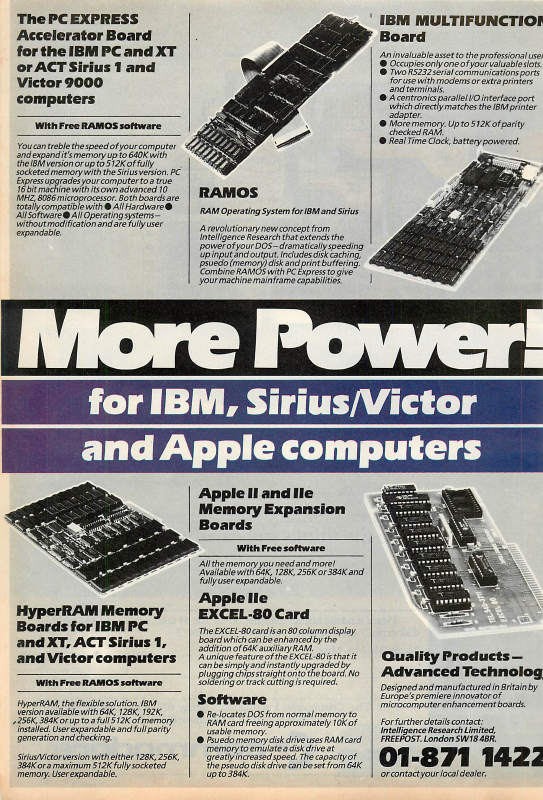 The PC EXPRESS
Accelerator Board
for the IBM PC and XT
or ACT Sirius 1 and
Victor 9000
computers
With Free RAMOS software
You can treble the speed of your computer
and expand it's memory up to 640K with
the IBM version or up to 512K of fully
socketed memory with the Sirius version. PC
Express upgrades your computer to a true
16 bit machine with its own advanced 10
MHZ, 8086 microprocessor. Both boards are
totally compatible with ● All Hardware ●
All Software ● All Operating systems—
without modification and are fully user
expandable.
RAMOS
RAM Operating System for IBM and Sirius
A revolutionary new concept from
Intelligence Research that extends the
power of your DOS—dramatically speeding
up input and output. Includes disk caching,
psuedo (memory) disk and print buffering.
Combine RAMOS with PC Express to give
your machine mainframe capabilities.
IBM MULTIFUNCTION
Board
An invaluable asset to the professional user
● Occupies only one of your valuable slots.
● Two RS232 serial communications ports
for use with modems or extra printers
and terminals.
● A centronics parallel I/O interface port
which directly matches the IBM printer
adapter.
● More memory. Up to 512K of parity
checked RAM.
● Real Time Clock, battery powered.
More Power!
for IBM, Sirius/Victor
and Apple computers
HyperRAM Memory
Boards for IBM PC
and XT, ACT Sirius 1,
and Victor computers
With Free RAMOS software
HyperRAM, the flexible solution. IBM
version available with 64K, 128K, 192K,
256K, 384K or up to a full 512K of memory
installed. User expandable and full parity
generation and checking.
Sirius/Victor version with either 128K, 256K,
384K or a maximum 512K fully socketed
memory. User expandable.
Apple II and IIe
Memory Expansion
Boards
With Free software
All the memory you need and more!
Available with 64K, 128K, 256K or 384K and
fully user expandable.
Apple IIe
EXCEL-80 Card
The EXCEL-80 card is an 80 column display
board which can be enhanced by the
addition of 64K auxiliary RAM.
A unique feature of the EXCEL-80 is that it
can be simply and instantly upgraded by
plugging chips straight onto the board. No
soldering or track cutting is required.
Software
● Re-locates DOS from normal memory to
RAM card freeing approximately 10K of
usable memory.
● Psuedo memory disk drive uses RAM card
memory to emulate a disk drive at
greatly increased speed. The capacity of
the pseudo disk drive can be set from 64K
up to 384K.
Quality Products—
Advanced Technology
Designed and manufactured in Britain by
Europe's premiere innovator of
microcomputer enhancement boards.
For further details contact:
Intelligence Research Limited,
FREEPOST. London SW18 4BR.
01-871 1422
or contact your local dealer.